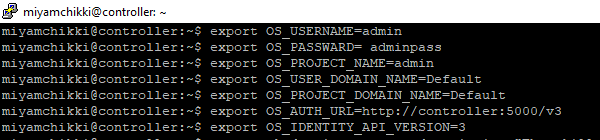 miyamchikki@controller: ~
miyamchikki@controller:~$ export OS_USERNAME=admin
miyamchikki@controller:~$ export OS_PASSWARD= adminpass
miyamchikki@controller:~$ export OS_PROJECT_NAME=admin
miyamchikki@controller:~$ export OS_USER_DOMAIN_NAME=Default
miyamchikki@controller:~$ export OS_PROJECT_DOMAIN_NAME=Default
miyamchikki@controller:~$ export OS_AUTH_URL=http://controller:5000/v3
miyamchikki@controller:~$ export OS_IDENTITY_API_VERSION=3